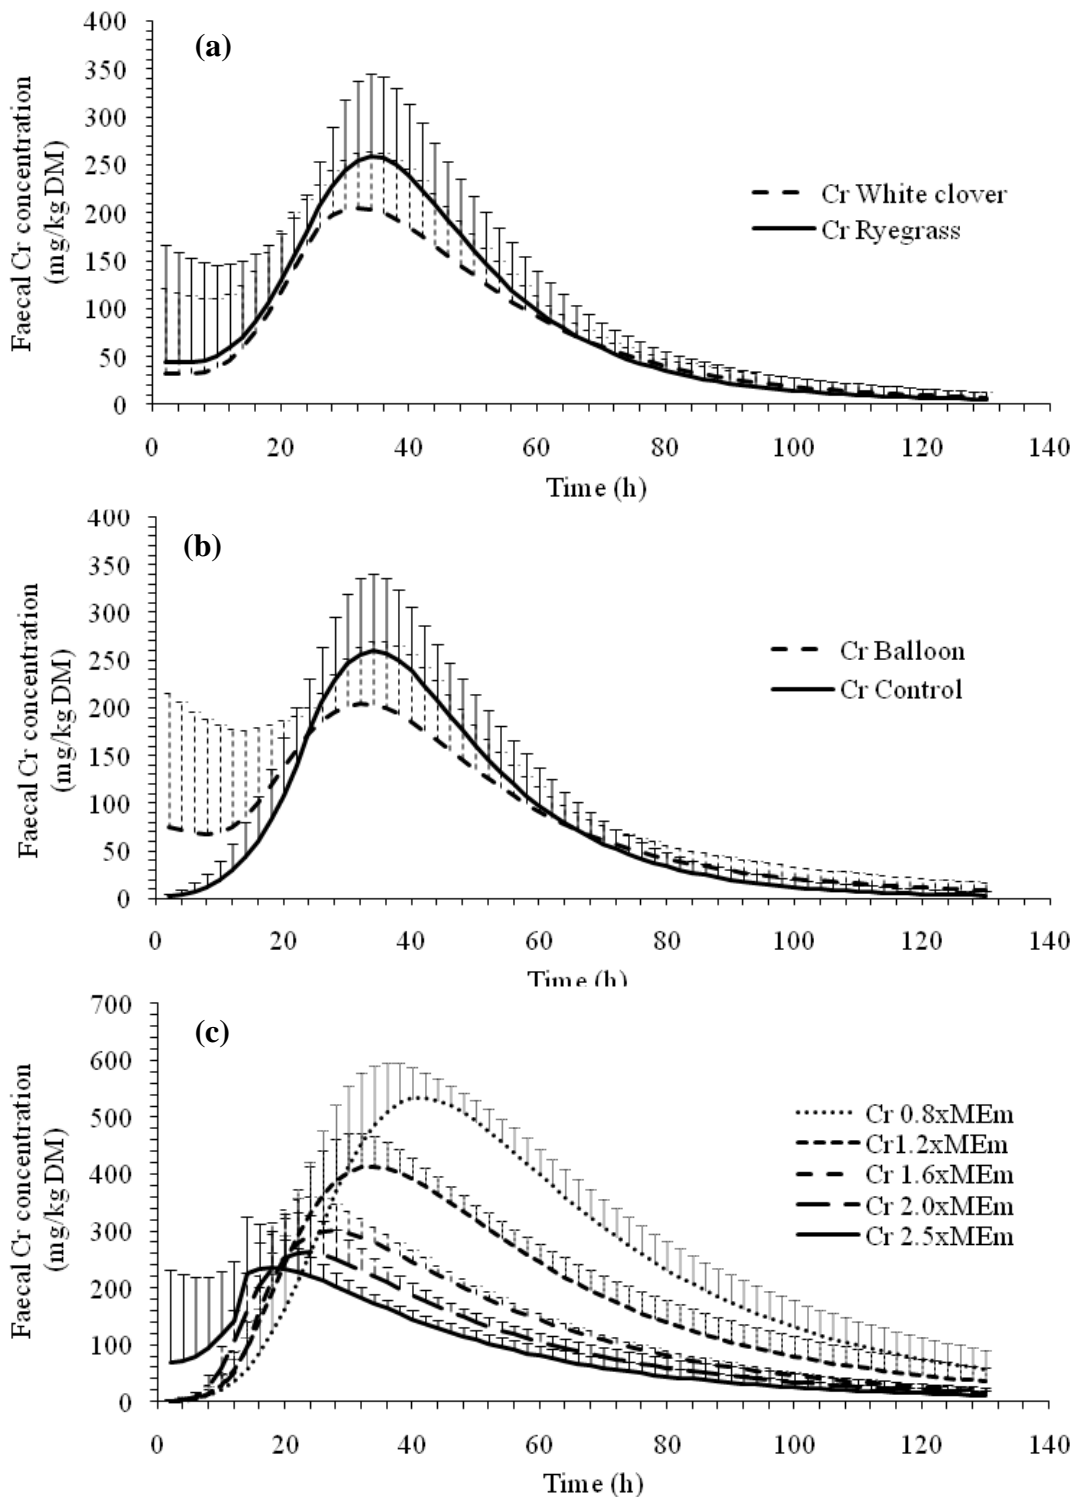 400
(a)
350
300
250
200
150
100
50
0
Faecal Cr concentration
(mg/kg DM)
Cr White clover
Cr Ryegrass
0 20 40 60 80 100 120 140
Time (h)
400
(b)
350
300
250
200
150
100
50
0
Faecal Cr concentration
(mg/kg DM)
Cr Balloon
Cr Control
0 20 40 60 80 100 120 140
Time (h)
700
(c)
600
500
400
300
200
100
0
Faecal Cr concentration
(mg/kg DM)
Cr 0.8xMEm
Cr1.2xMEm
Cr 1.6xMEm
Cr 2.0xMEm
Cr 2.5xMEm
0 20 40 60 80 100 120 140
Time (h)